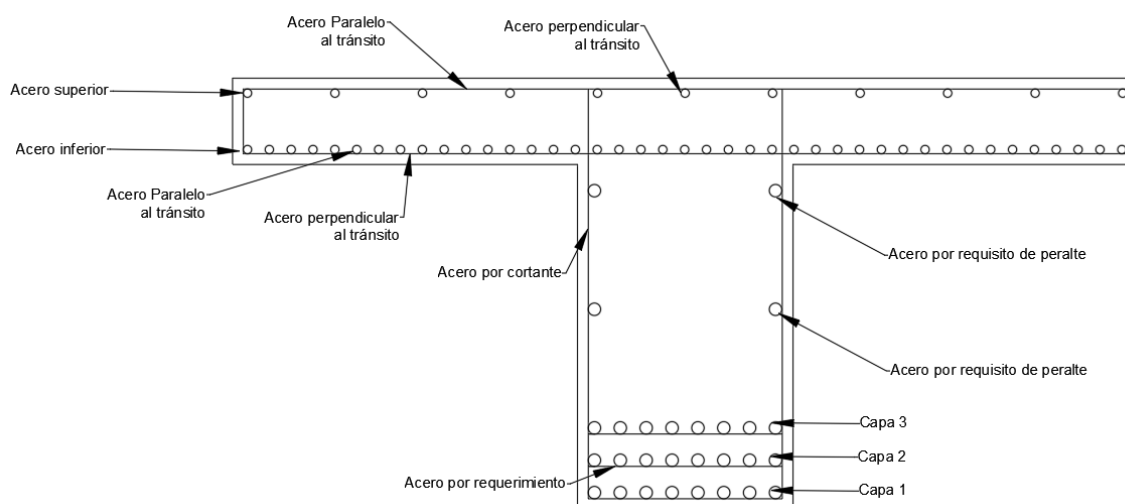 Acero Paralelo
al tránsito
Acero perpendicular
al tránsito
Acero superior
Acero inferior
Acero Paralelo
al tránsito
Acero perpendicular
al tránsito
Acero por cortante
Acero por requisito de peralte
Acero por requisito de peralte
Capa 3
Capa 2
Acero por requerimiento
Capa 1